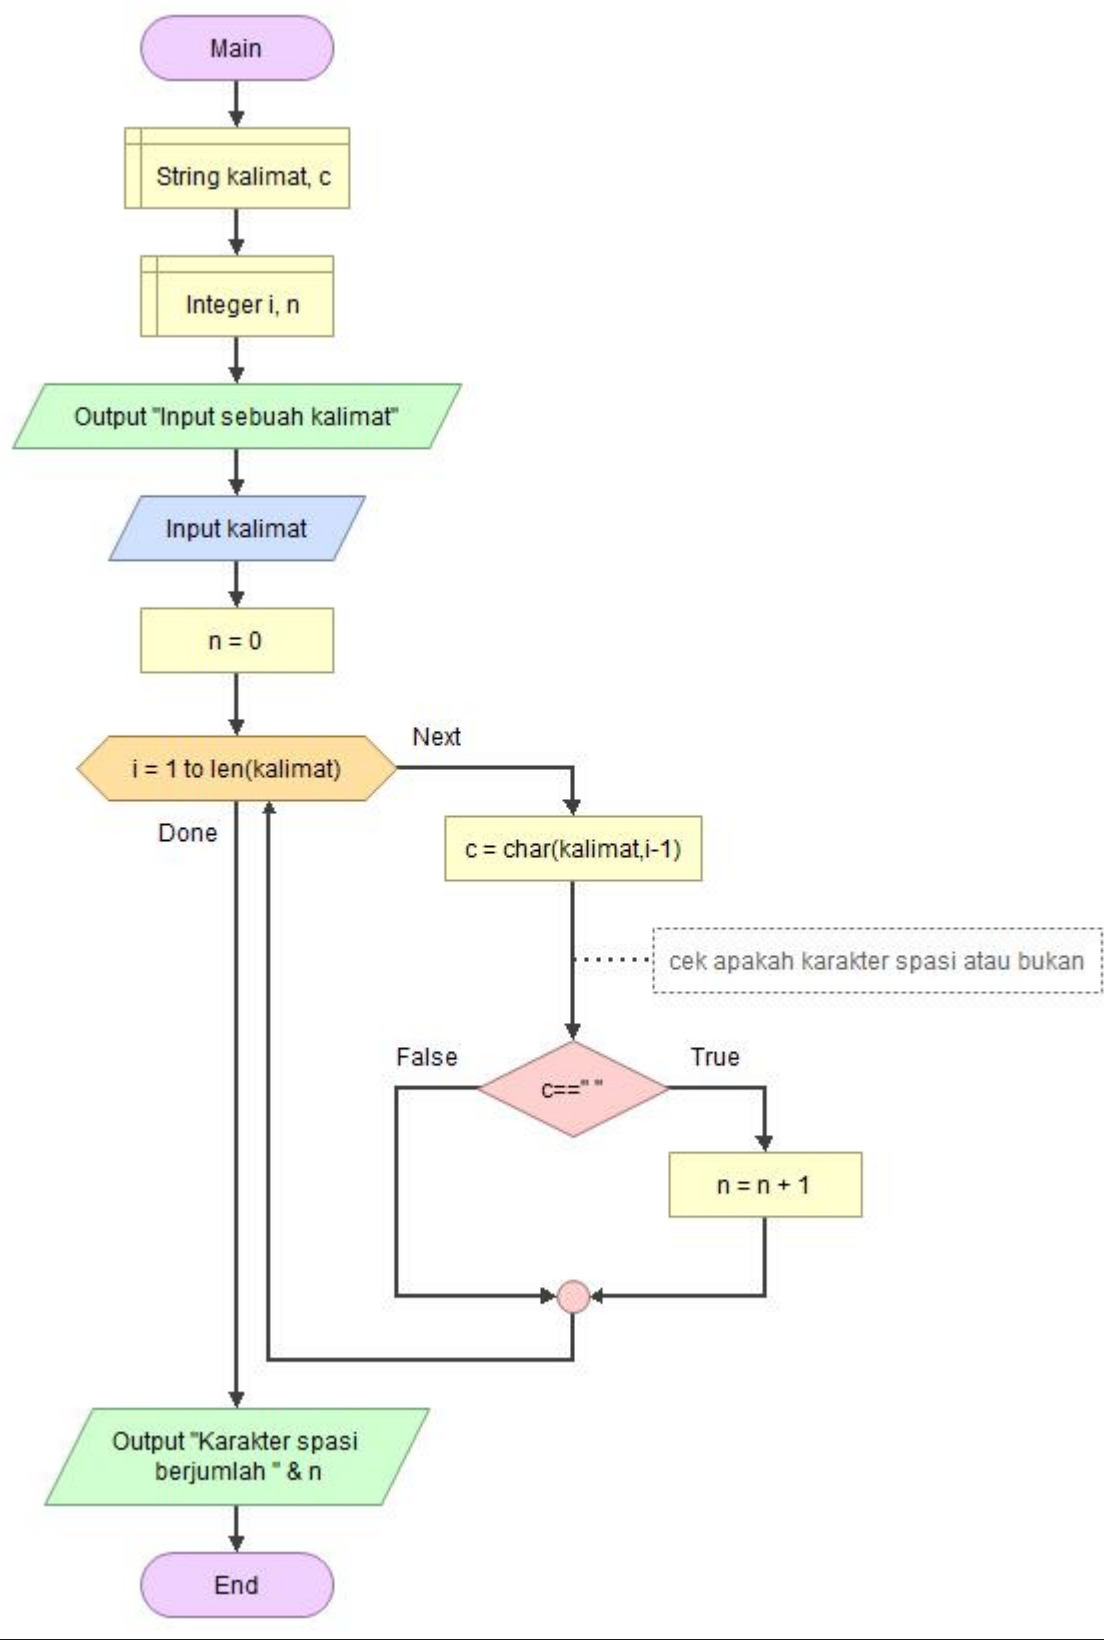 Main
String kalimat, c
Integer i, n
Output "Input sebuah kalimat"
Input kalimat
n = 0
i = 1 to len(kalimat)
Next
Done
c = char(kalimat,i-1)
cek apakah karakter spasi atau bukan
False
True
c==" "
n = n + 1
Output "Karakter spasi
berjumlah " & n
End